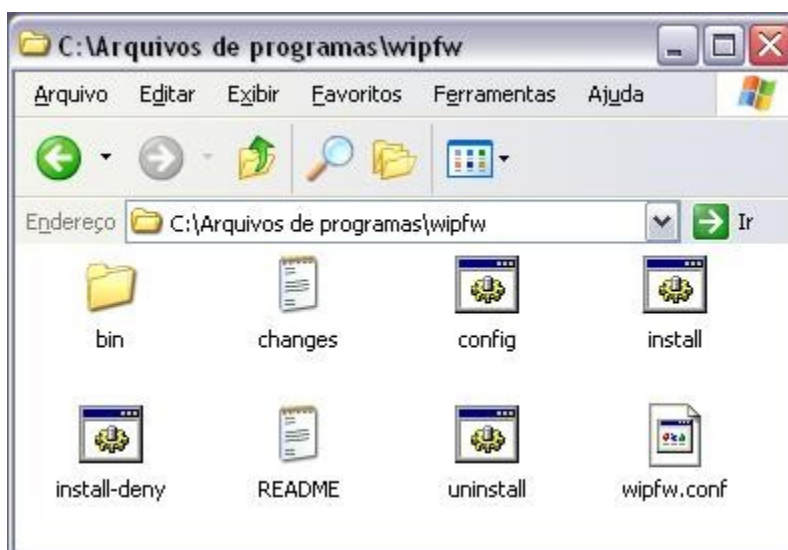 C:\Arquivos de programas\wipfw
Arquivo Editar Exibir Favoritos Ferramentas Ajuda
Endereço C:\Arquivos de programas\wipfw Ir
bin changes config install
install-deny README uninstall wipfw.conf